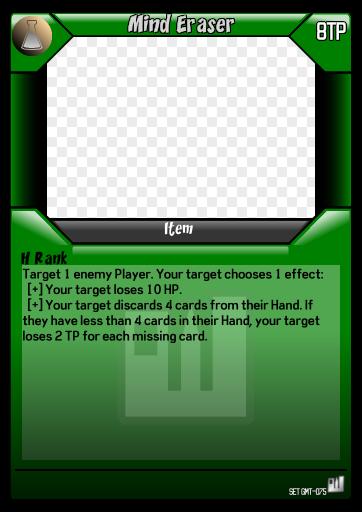 Mind Eraser
8TP
Item
H Rank
Target 1 enemy Player. Your target chooses 1 effect:
[+] Your target loses 10 HP.
[+] Your target discards 4 cards from their Hand. If
they have less than 4 cards in their Hand, your target
loses 2 TP for each missing card.
SET GMT-075